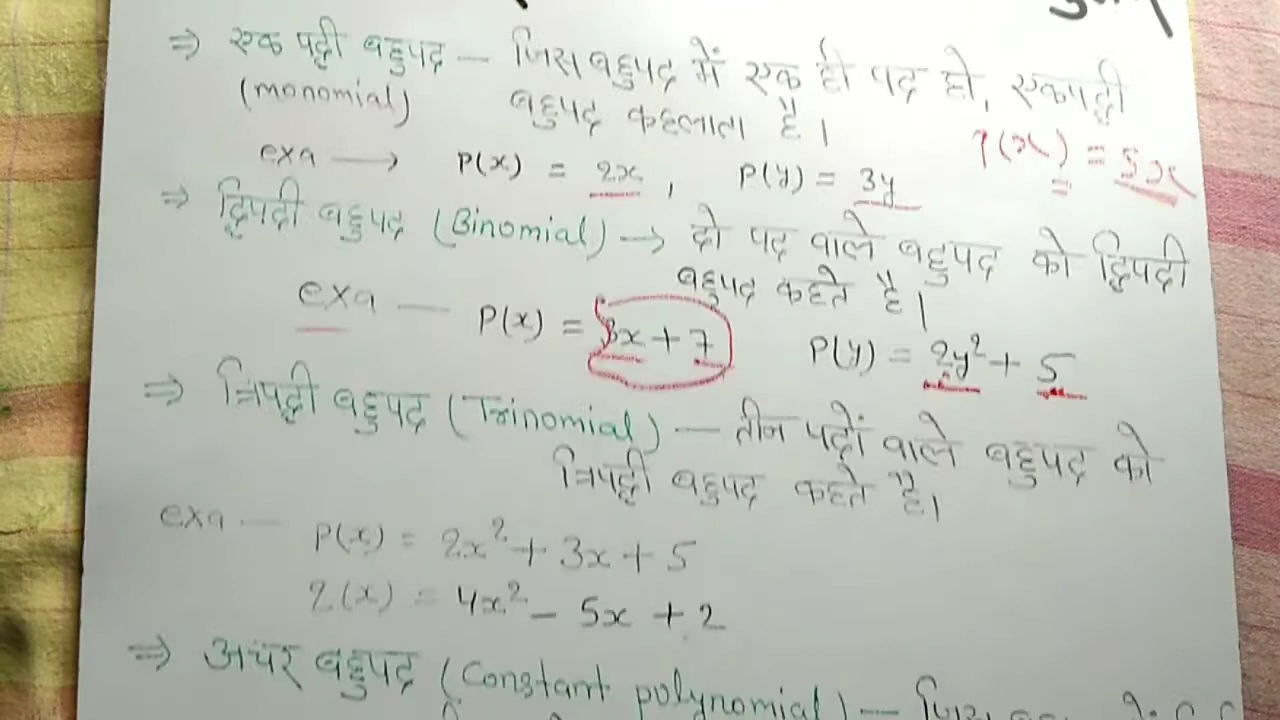 ⇒ एक पद्दी बहुपद — जिस बहुपद में एक ही पद हो, एकपद्दी
(monomial) बहुपद कहलाता है।
exa → P(x) = 2x, P(y) = 3y
q(x) = 5x
⇒ द्विपदी बहुपद (Binomial) → दो पद वाले बहुपद को द्विपदी
बहुपद कहते है।
exa — P(x) = 3x + 7 P(y) = 2y² + 5
⇒ त्रिपद्दी बहुपद (Trinomial) — तीन पदों वाले बहुपद को
त्रिपद्दी बहुपद कहते है।
exa — P(x) = 2x² + 3x + 5
q(x) = 4x² - 5x + 2
⇒ अचर बहुपद (Constant polynomial) — जिस